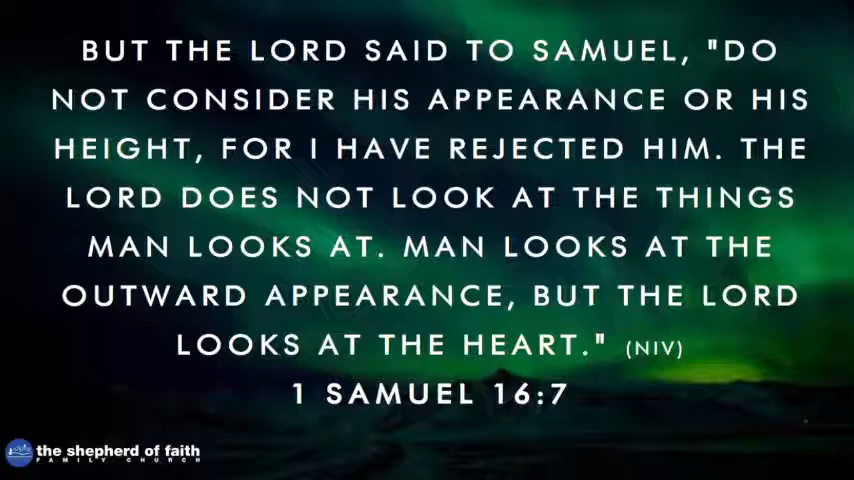 BUT THE LORD SAID TO SAMUEL, "DO
NOT CONSIDER HIS APPEARANCE OR HIS
HEIGHT, FOR I HAVE REJECTED HIM. THE
LORD DOES NOT LOOK AT THE THINGS
MAN LOOKS AT. MAN LOOKS AT THE
OUTWARD APPEARANCE, BUT THE LORD
LOOKS AT THE HEART." (NIV)
1 SAMUEL 16:7
the shepherd of faith
FAMILY CHURCH